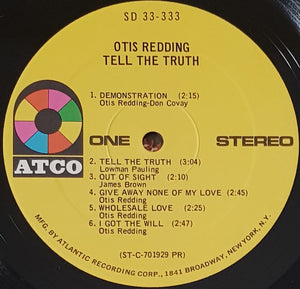 SD 33-333
OTIS REDDING
TELL THE TRUTH
1. DEMONSTRATION (2:15)
Otis Redding-Don Covay
ATCO
ONE
STEREO
2. TELL THE TRUTH (3:04)
Lowman Pauling
3. OUT OF SIGHT (2:10)
James Brown
4. GIVE AWAY NONE OF MY LOVE (2:45)
Otis Redding
5. WHOLESALE LOVE (2:25)
Otis Redding
6. I GOT THE WILL (2:47)
Otis Redding
(ST-C-701929 PR)
MFG. BY ATLANTIC RECORDING CORP., 1841 BROADWAY, NEW YORK, N.Y.